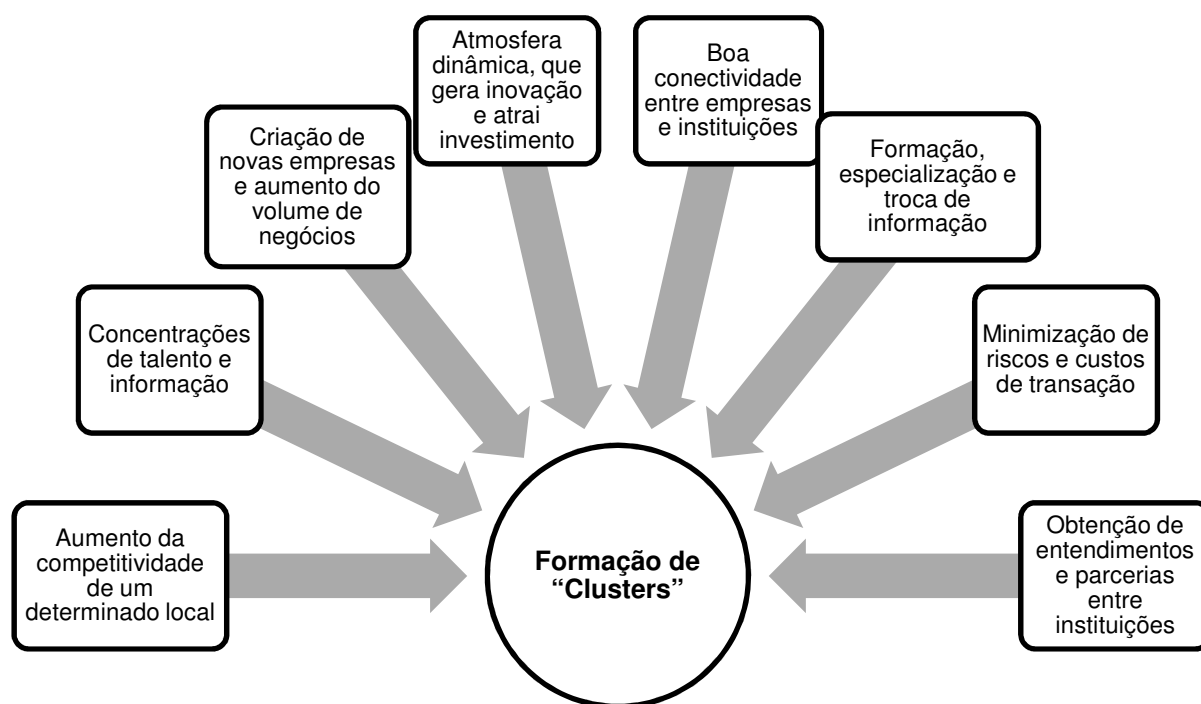 Atmosfera
dinâmica, que
gera inovação
e atrai
investimento
Boa
conectividade
entre empresas
e instituições
Criação de
novas empresas
e aumento do
volume de
negócios
Formação,
especialização e
troca de
informação
Concentrações
de talento e
informação
Minimização de
riscos e custos
de transação
Aumento da
competitividade
de um
determinado local
Formação de
“Clusters”
Obtenção de
entendimentos
e parcerias
entre
instituições